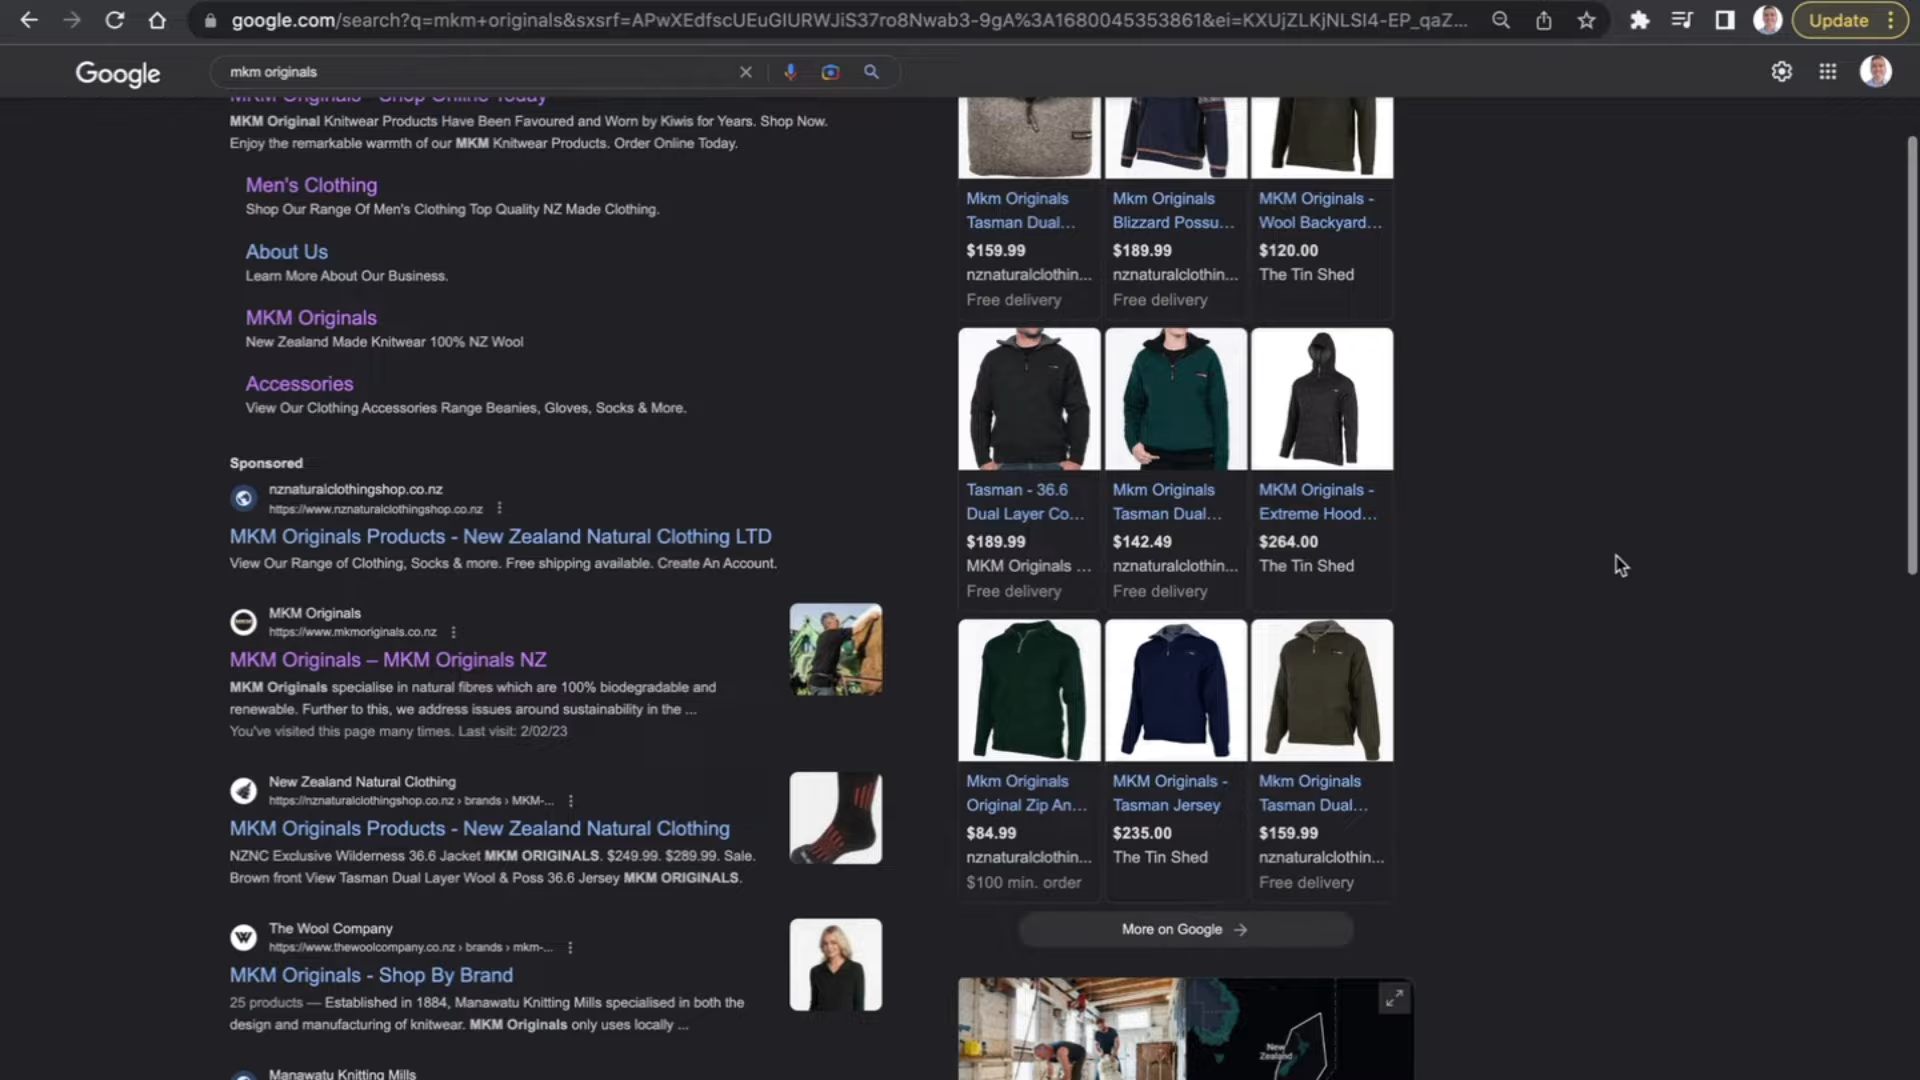 google.com/search?q=mkm+originals&sxsrf=APwXEdfscUEuGIURWJiS37ro8Nwab3-9gA%3A1680045353861&ei=KXUjZLKjNLSI4-EP_qaZ...
Update
Google
mkm originals
MKM Originals - Shop Online Today
MKM Original Knitwear Products Have Been Favoured and Worn by Kiwis for Years. Shop Now.
Enjoy the remarkable warmth of our MKM Knitwear Products. Order Online Today.
Men's Clothing
Shop Our Range Of Men's Clothing Top Quality NZ Made Clothing.
About Us
Learn More About Our Business.
MKM Originals
New Zealand Made Knitwear 100% NZ Wool
Accessories
View Our Clothing Accessories Range Beanies, Gloves, Socks & More.
Sponsored
nznaturalclothingshop.co.nz
https://www.nznaturalclothingshop.co.nz
MKM Originals Products - New Zealand Natural Clothing LTD
View Our Range of Clothing, Socks & more. Free shipping available. Create An Account.
MKM Originals
https://www.mkmoriginals.co.nz
MKM Originals – MKM Originals NZ
MKM Originals specialise in natural fibres which are 100% biodegradable and
renewable. Further to this, we address issues around sustainability in the ...
You've visited this page many times. Last visit: 2/02/23
New Zealand Natural Clothing
https://nznaturalclothingshop.co.nz › brands › MKM-...
MKM Originals Products - New Zealand Natural Clothing
NZNC Exclusive Wilderness 36.6 Jacket MKM ORIGINALS. $249.99. $289.99. Sale.
Brown front View Tasman Dual Layer Wool & Poss 36.6 Jersey MKM ORIGINALS.
The Wool Company
https://www.thewoolcompany.co.nz › brands › mkm-...
MKM Originals - Shop By Brand
25 products — Established in 1884, Manawatu Knitting Mills specialised in both the
design and manufacturing of knitwear. MKM Originals only uses locally ...
Manawatu Knitting Mills
Mkm Originals
Tasman Dual...
$159.99
nznaturalclothin...
Free delivery
Mkm Originals
Blizzard Possu...
$189.99
nznaturalclothin...
Free delivery
MKM Originals -
Wool Backyard...
$120.00
The Tin Shed
Tasman - 36.6
Dual Layer Co...
$189.99
MKM Originals ...
Free delivery
Mkm Originals
Tasman Dual...
$142.49
nznaturalclothin...
Free delivery
MKM Originals -
Extreme Hood...
$264.00
The Tin Shed
Mkm Originals
Original Zip An...
$84.99
nznaturalclothin...
$100 min. order
MKM Originals -
Tasman Jersey
$235.00
The Tin Shed
Mkm Originals
Tasman Dual...
$159.99
nznaturalclothin...
Free delivery
More on Google
New
Zealand